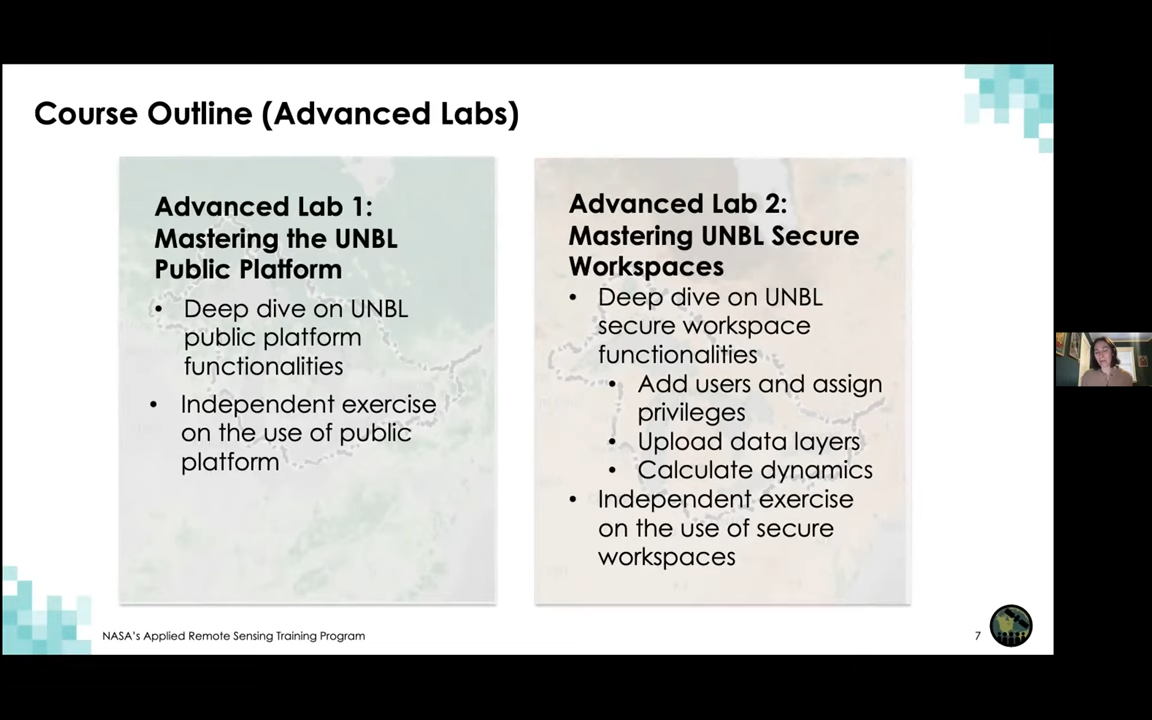 Course Outline (Advanced Labs)
Advanced Lab 1:
Mastering the UNBL
Public Platform
• Deep dive on UNBL
public platform
functionalities
• Independent exercise
on the use of public
platform
Advanced Lab 2:
Mastering UNBL Secure
Workspaces
• Deep dive on UNBL
secure workspace
functionalities
• Add users and assign
privileges
• Upload data layers
• Calculate dynamics
• Independent exercise
on the use of secure
workspaces
NASA's Applied Remote Sensing Training Program
7